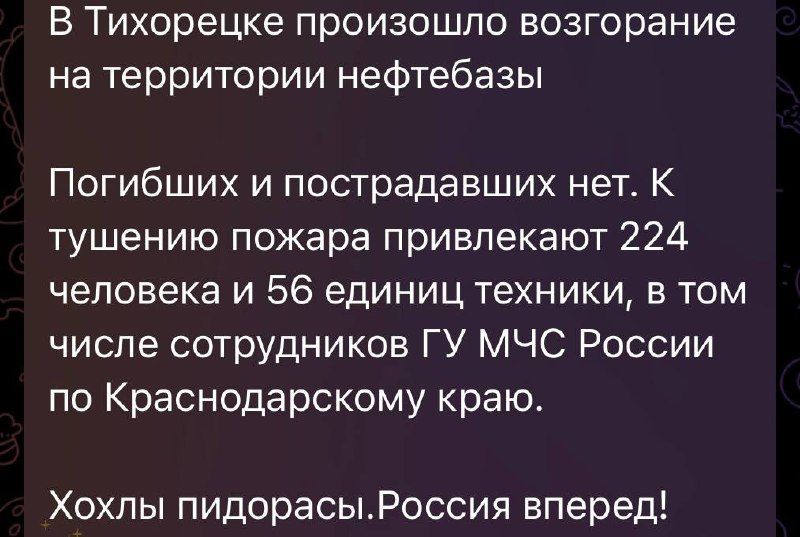 В Тихорецке произошло возгорание
на территории нефтебазы
Погибших и пострадавших нет. К
тушению пожара привлекают 224
человека и 56 единиц техники, в том
числе сотрудников ГУ МЧС России
по Краснодарскому краю.
Хохлы пидорасы.Россия вперед!